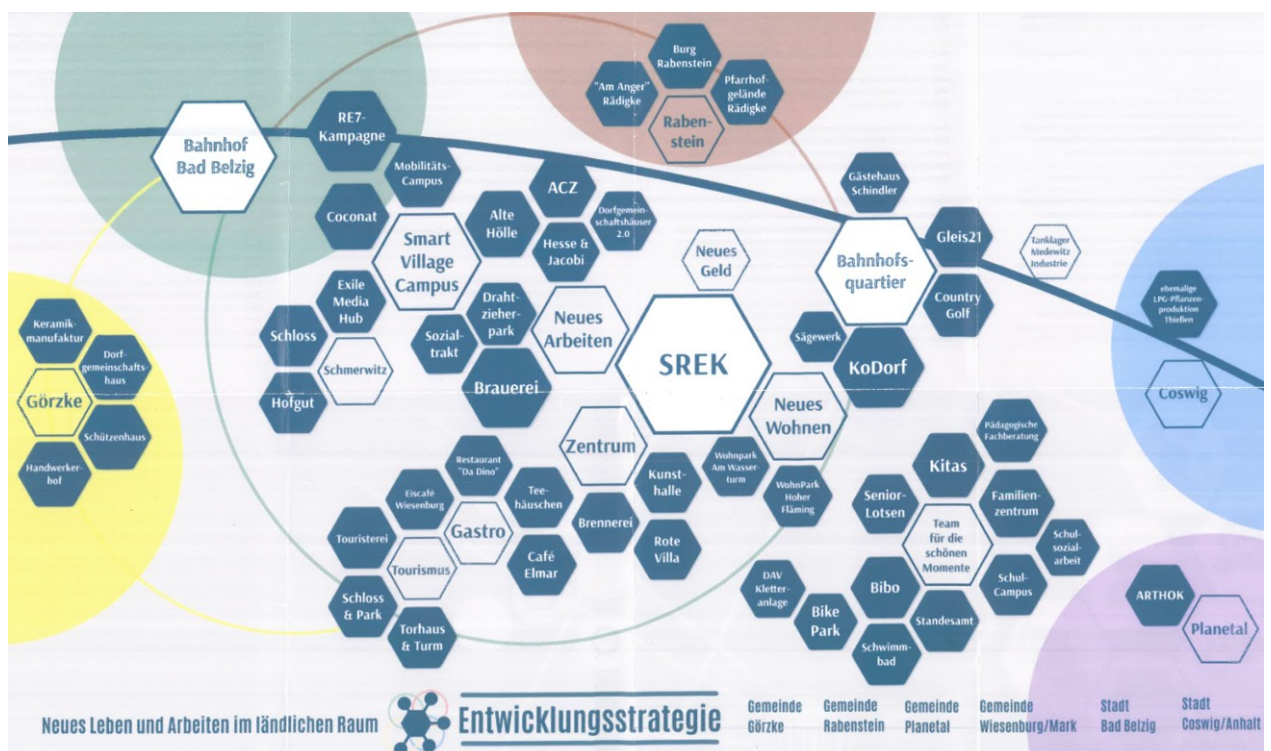 Burg
Rabenstein
"Am Anger"
Rädigke
Pfarrhof-
gelände
Rädigke
Raben-
stein
RE7-
Kampagne
Bahnhof
Bad Belzig
Mobilitäts-
Campus
Coconat
Smart
Village
Campus
Alte
Hölle
ACZ
Dorfgemein-
schaftshäuser
2.0
Hesse &
Jacobi
Gästehaus
Schindler
Gleis21
Bahnhofs-
quartier
Country
Golf
Tanklager
Medewitz
Industrie
ehemalige
LPG-Pflanzen-
produktion
Thießen
Coswig
Neues
Geld
Exile
Media
Hub
Schloss
Schmerwitz
Hofgut
Draht-
zieher-
park
Sozial-
trakt
Brauerei
Neues
Arbeiten
SREK
Sägewerk
KoDorf
Neues
Wohnen
Keramik-
manufaktur
Dorf-
gemeinschafts-
haus
Görzke
Schützenhaus
Handwerker-
hof
Zentrum
Kunst-
halle
Wohnpark
Am Wasser-
turm
WohnPark
Hoher
Fläming
Restaurant
"Da Dino"
Eiscafé
Wiesenburg
Tee-
häuschen
Gastro
Brennerei
Rote
Villa
Café
Elmar
Touristerei
Tourismus
Schloss
& Park
Torhaus
& Turm
Pädagogische
Fachberatung
Kitas
Senior-
Lotsen
Familien-
zentrum
Team
für die
schönen
Momente
Schul-
sozial-
arbeit
Schul-
Campus
DAV
Kletter-
anlage
Bibo
Bike
Park
Standesamt
Schwimm-
bad
ARTHOK
Planetal
Neues Leben und Arbeiten im ländlichen Raum
Entwicklungsstrategie
Gemeinde
Görzke
Gemeinde
Rabenstein
Gemeinde
Planetal
Gemeinde
Wiesenburg/Mark
Stadt
Bad Belzig
Stadt
Coswig/Anhalt